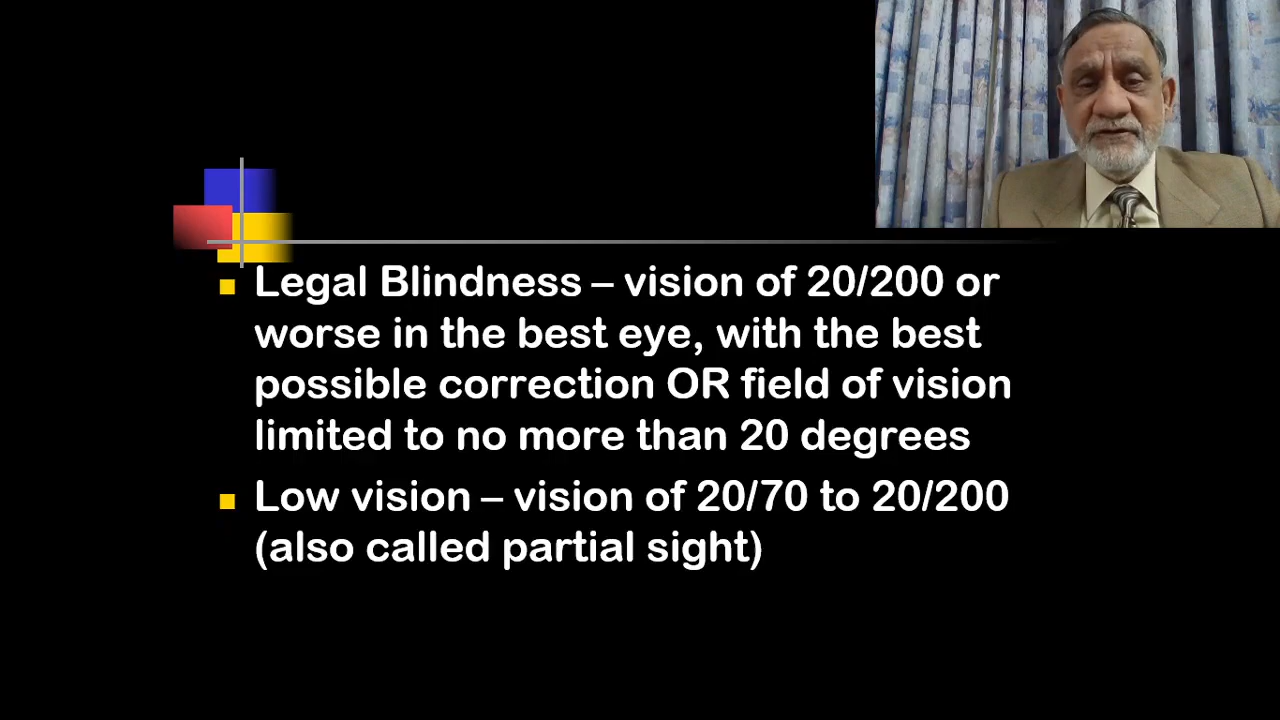 Legal Blindness – vision of 20/200 or
worse in the best eye, with the best
possible correction OR field of vision
limited to no more than 20 degrees
Low vision – vision of 20/70 to 20/200
(also called partial sight)